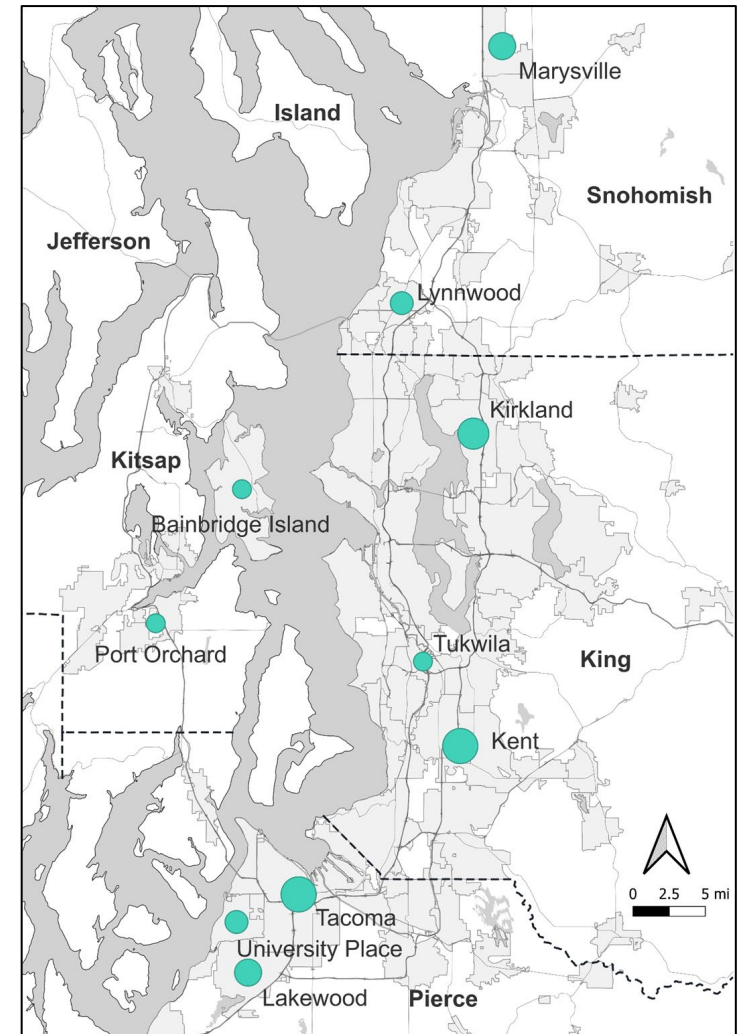 Marysville
Island
Snohomish
Jefferson
Lynnwood
Kirkland
Kitsap
Bainbridge Island
Tukwila
Port Orchard
King
Kent
0 2.5 5 mi
Tacoma
University Place
Lakewood
Pierce